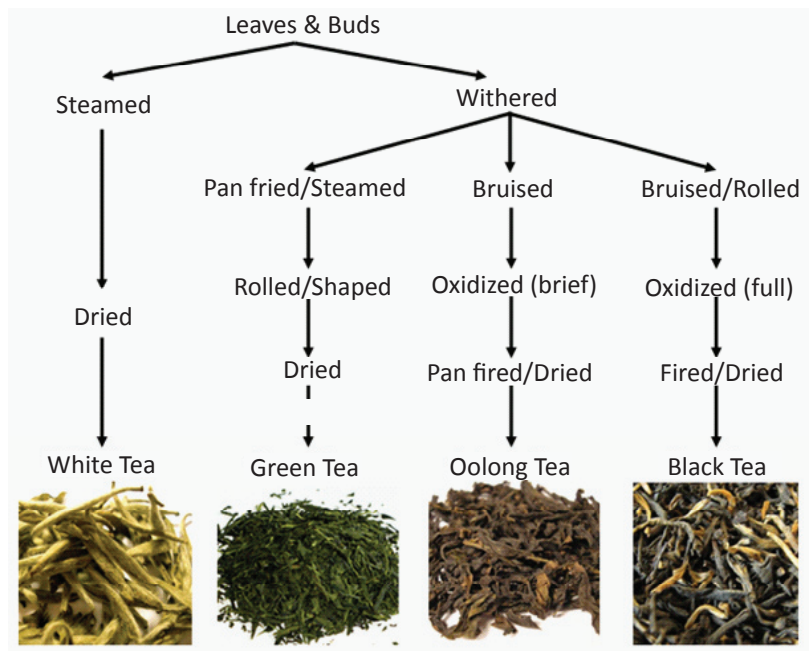 Leaves & Buds
Steamed
Withered
Pan fried/Steamed
Bruised
Bruised/Rolled
Rolled/Shaped
Oxidized (brief)
Oxidized (full)
Dried
Dried
Pan fired/Dried
Fired/Dried
White Tea
Green Tea
Oolong Tea
Black Tea